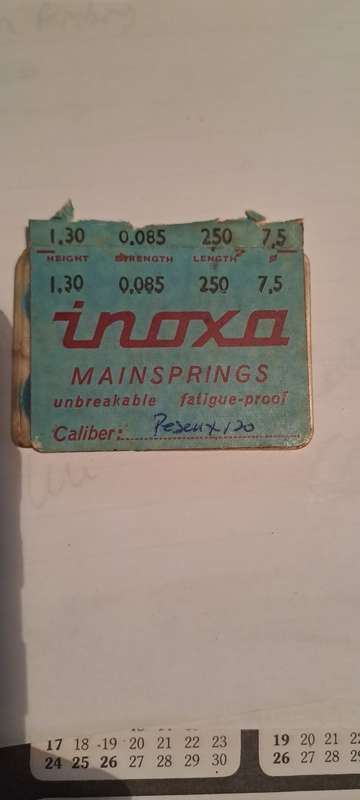 1.30 0.085 250 7.5
HEIGHT STRENGTH LENGTH Ø
1.30 0.085 250 7.5
inoxa
MAINSPRINGS
unbreakable fatigue-proof
Caliber: Peseux 120
17 18 -19 20 21 22 23
24 25 26 27 28 29 30
19 20 21
26 27 28